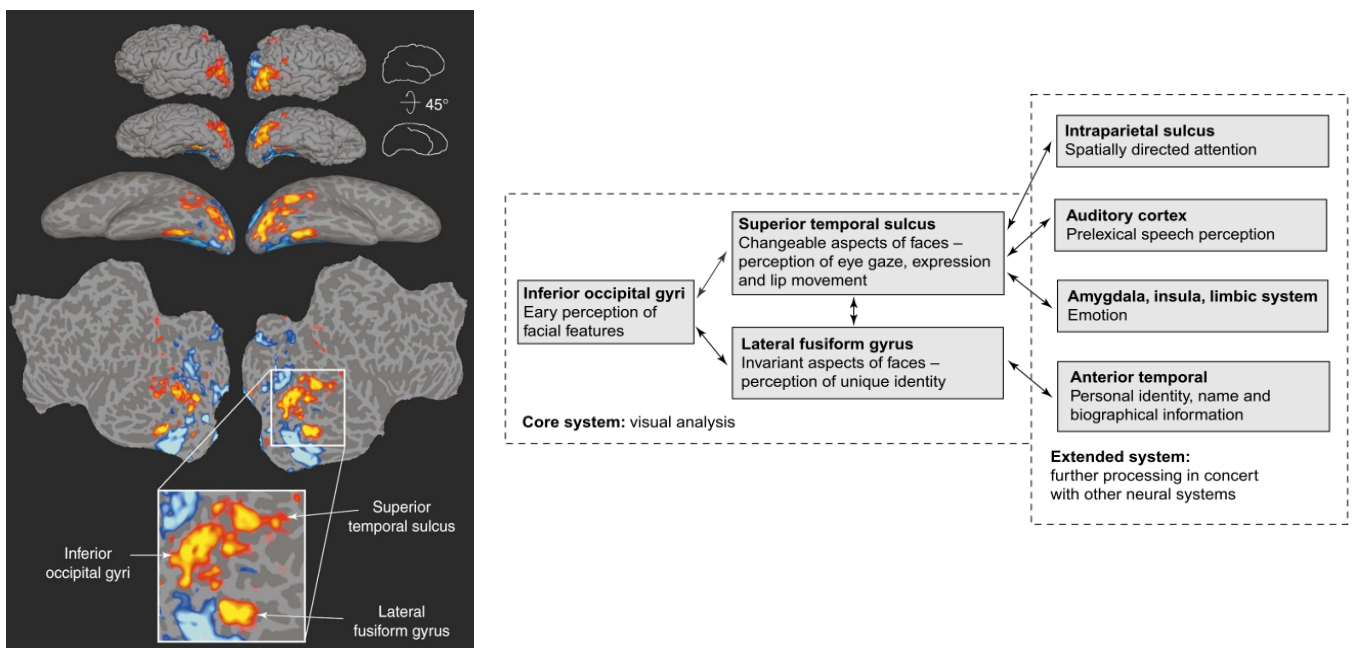 45°
Superior
temporal sulcus
Inferior
occipital gyri
Lateral
fusiform gyrus
Inferior occipital gyri
Eary perception of
facial features
Superior temporal sulcus
Changeable aspects of faces –
perception of eye gaze, expression
and lip movement
Lateral fusiform gyrus
Invariant aspects of faces –
perception of unique identity
Core system: visual analysis
Intraparietal sulcus
Spatially directed attention
Auditory cortex
Prelexical speech perception
Amygdala, insula, limbic system
Emotion
Anterior temporal
Personal identity, name and
biographical information
Extended system:
further processing in concert
with other neural systems